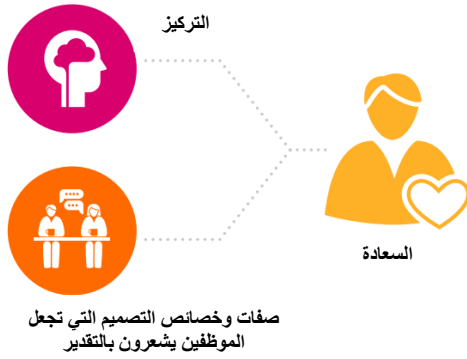 التركيز
السعادة
صفات وخصائص التصميم التي تجعل
الموظفين يشعرون بالتقدير